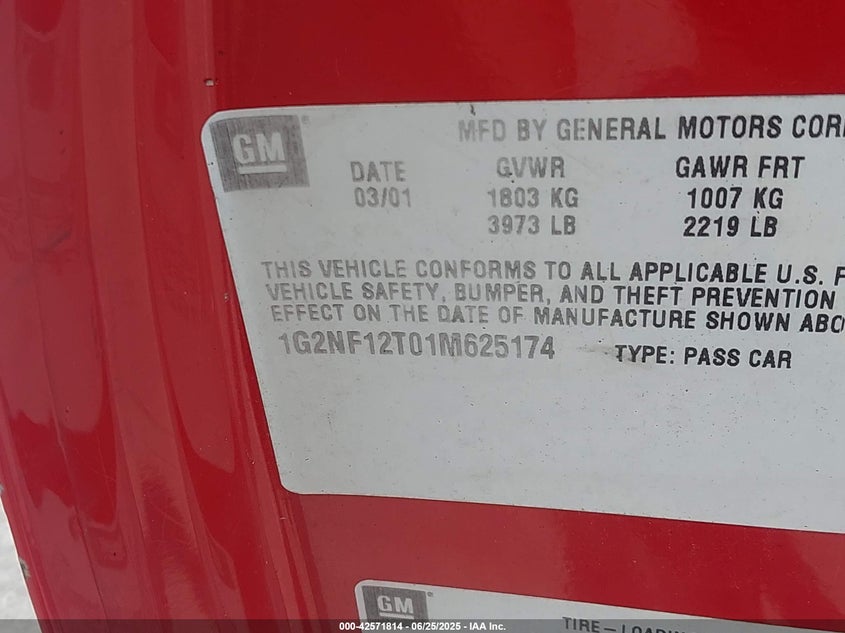 GM
MFD BY GENERAL MOTORS COR
DATE GVWR GAWR FRT
03/01 1803 KG 1007 KG
3973 LB 2219 LB
THIS VEHICLE CONFORMS TO ALL APPLICABLE U.S. F
VEHICLE SAFETY, BUMPER, AND THEFT PREVENTION
EFFECT ON THE DATE OF MANUFACTURE SHOWN ABO
1G2NF12T01M625174 TYPE: PASS CAR
GM
TIRE-LOADIN
000-42571814 - 06/25/2025 - IAA Inc.